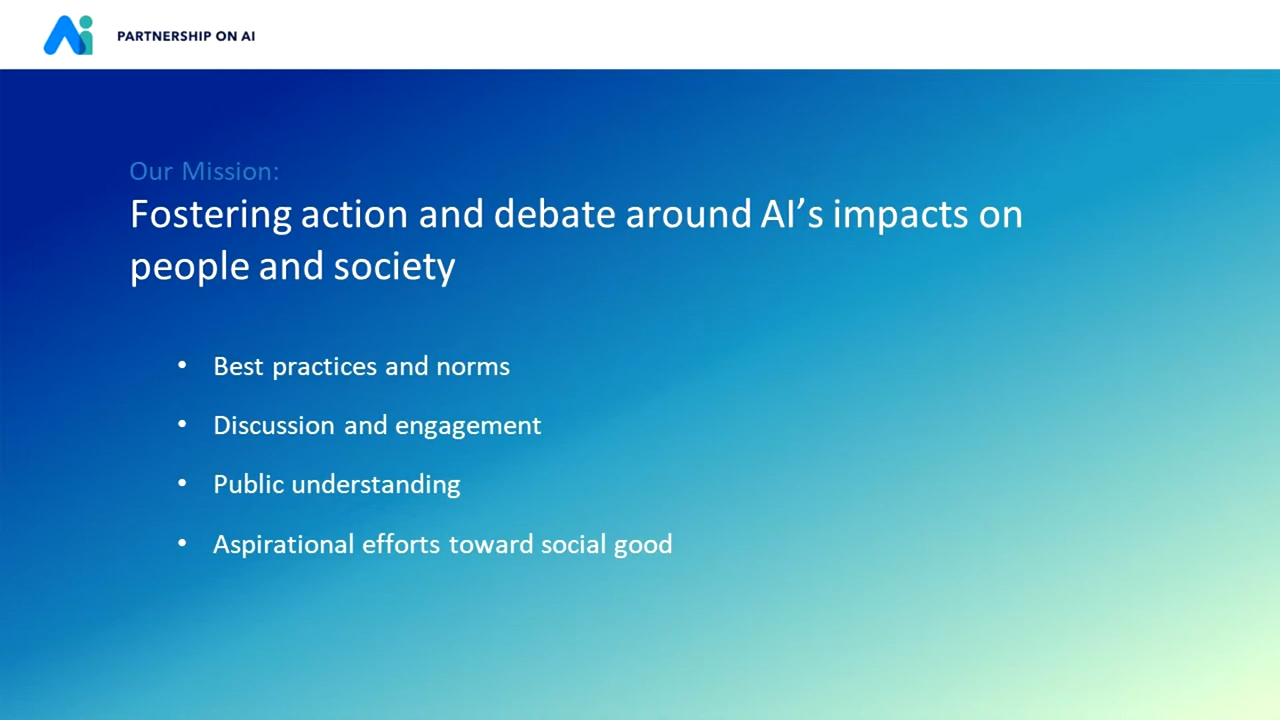 Ai PARTNERSHIP ON AI
Our Mission:
Fostering action and debate around AI’s impacts on
people and society
• Best practices and norms
• Discussion and engagement
• Public understanding
• Aspirational efforts toward social good